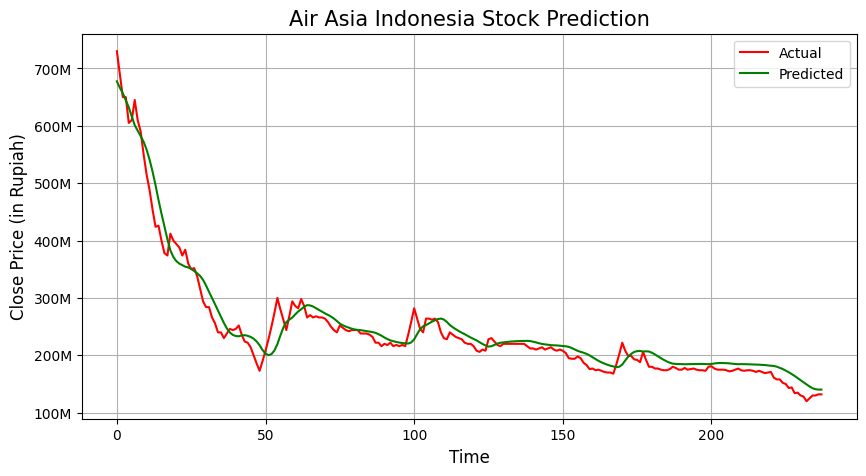 Air Asia Indonesia Stock Prediction
Actual
Predicted
700M
600M
500M
400M
300M
200M
100M
Close Price (in Rupiah)
0
50
100
150
200
Time